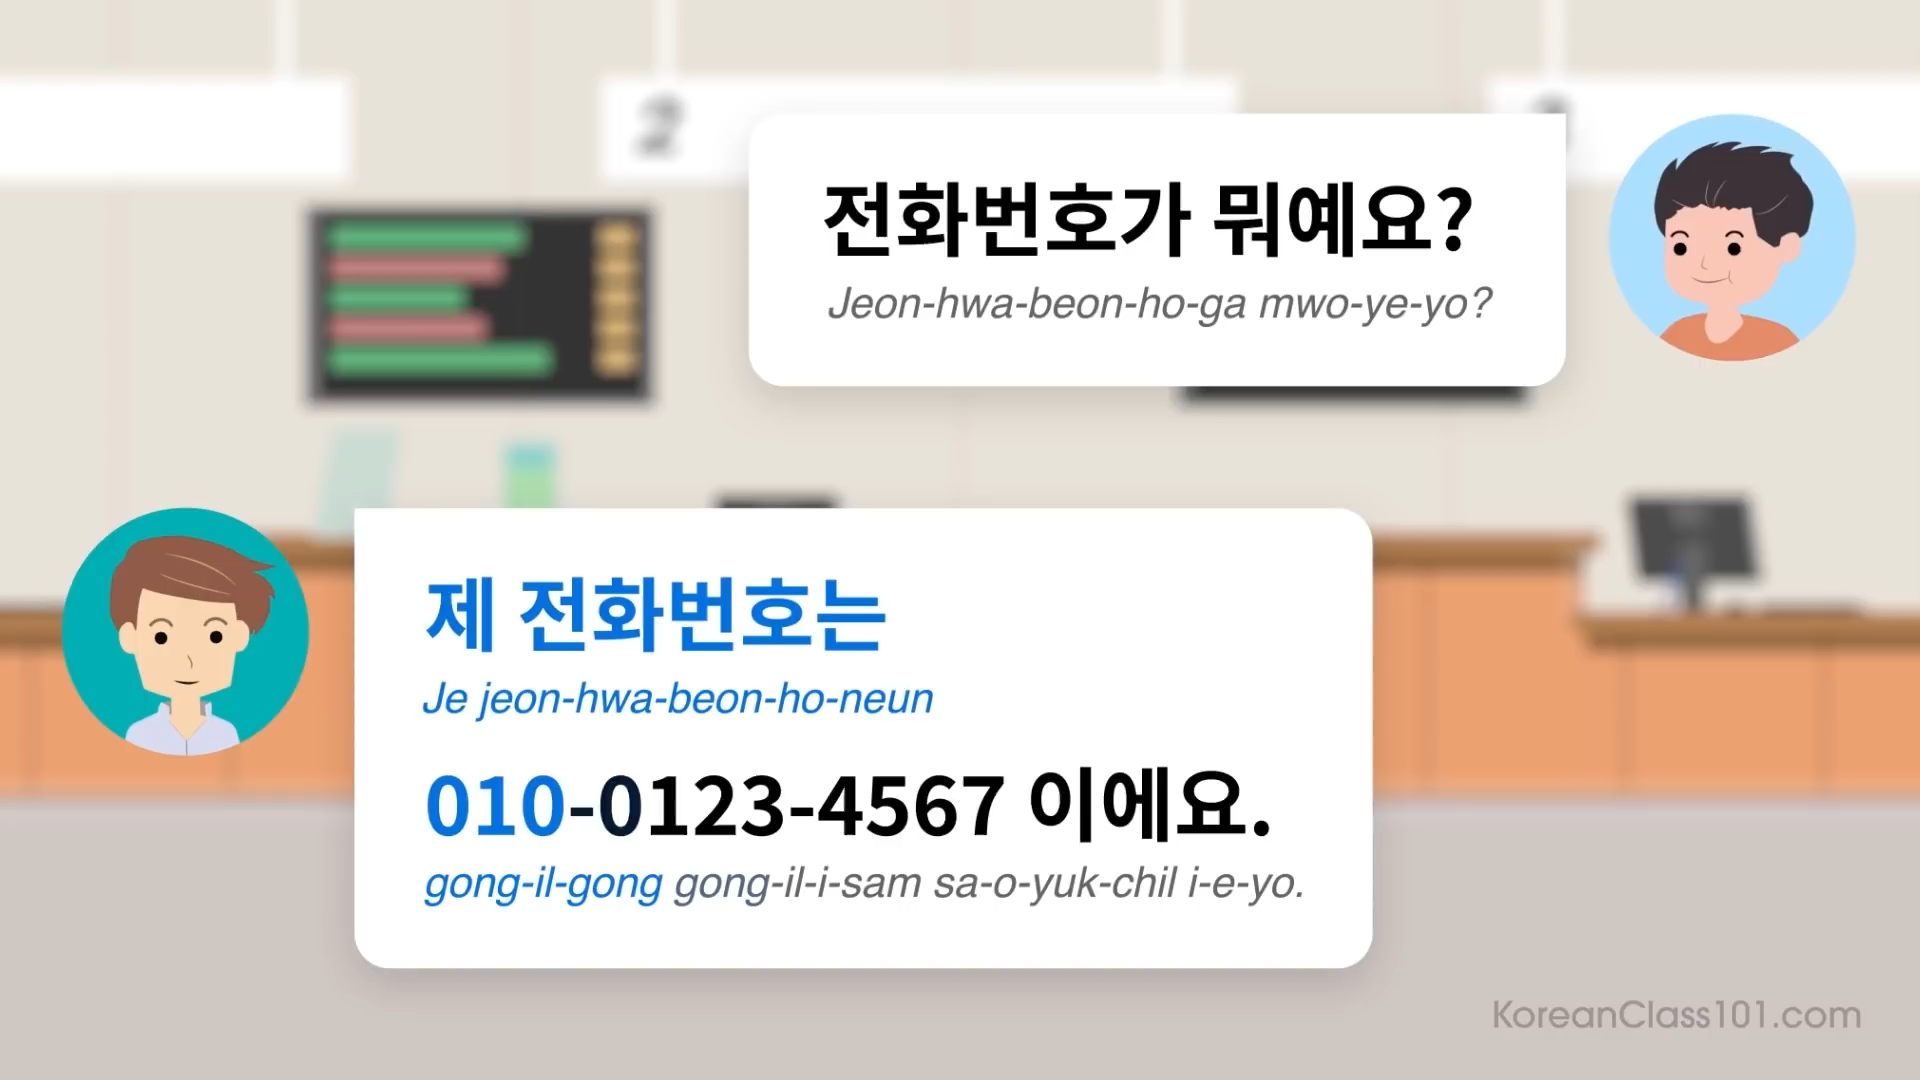 2
전화번호가 뭐예요?
Jeon-hwa-beon-ho-ga mwo-ye-yo?
제 전화번호는
Je jeon-hwa-beon-ho-neun
010-0123-4567 이에요.
gong-il-gong gong-il-i-sam sa-o-yuk-chil i-e-yo.
KoreanClass101.com